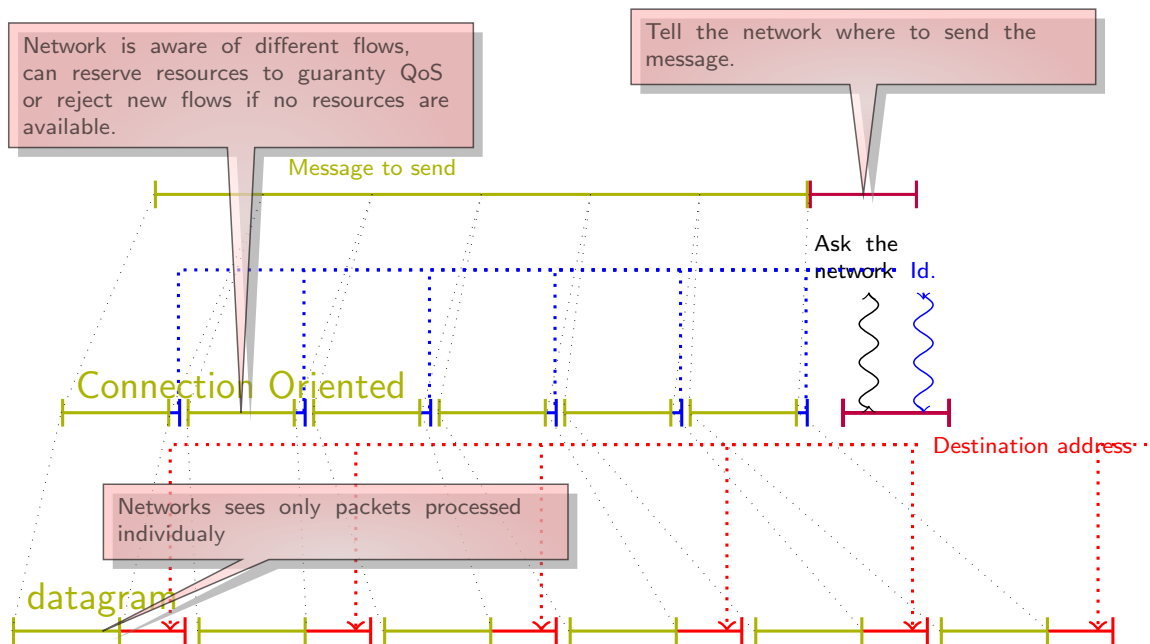 Network is aware of different flows,
can reserve resources to guaranty QoS
or reject new flows if no resources are
available.
Tell the network where to send the
message.
Message to send
Ask the
network
Id.
Connection Oriented
Destination address
Networks sees only packets processed
individualy
datagram